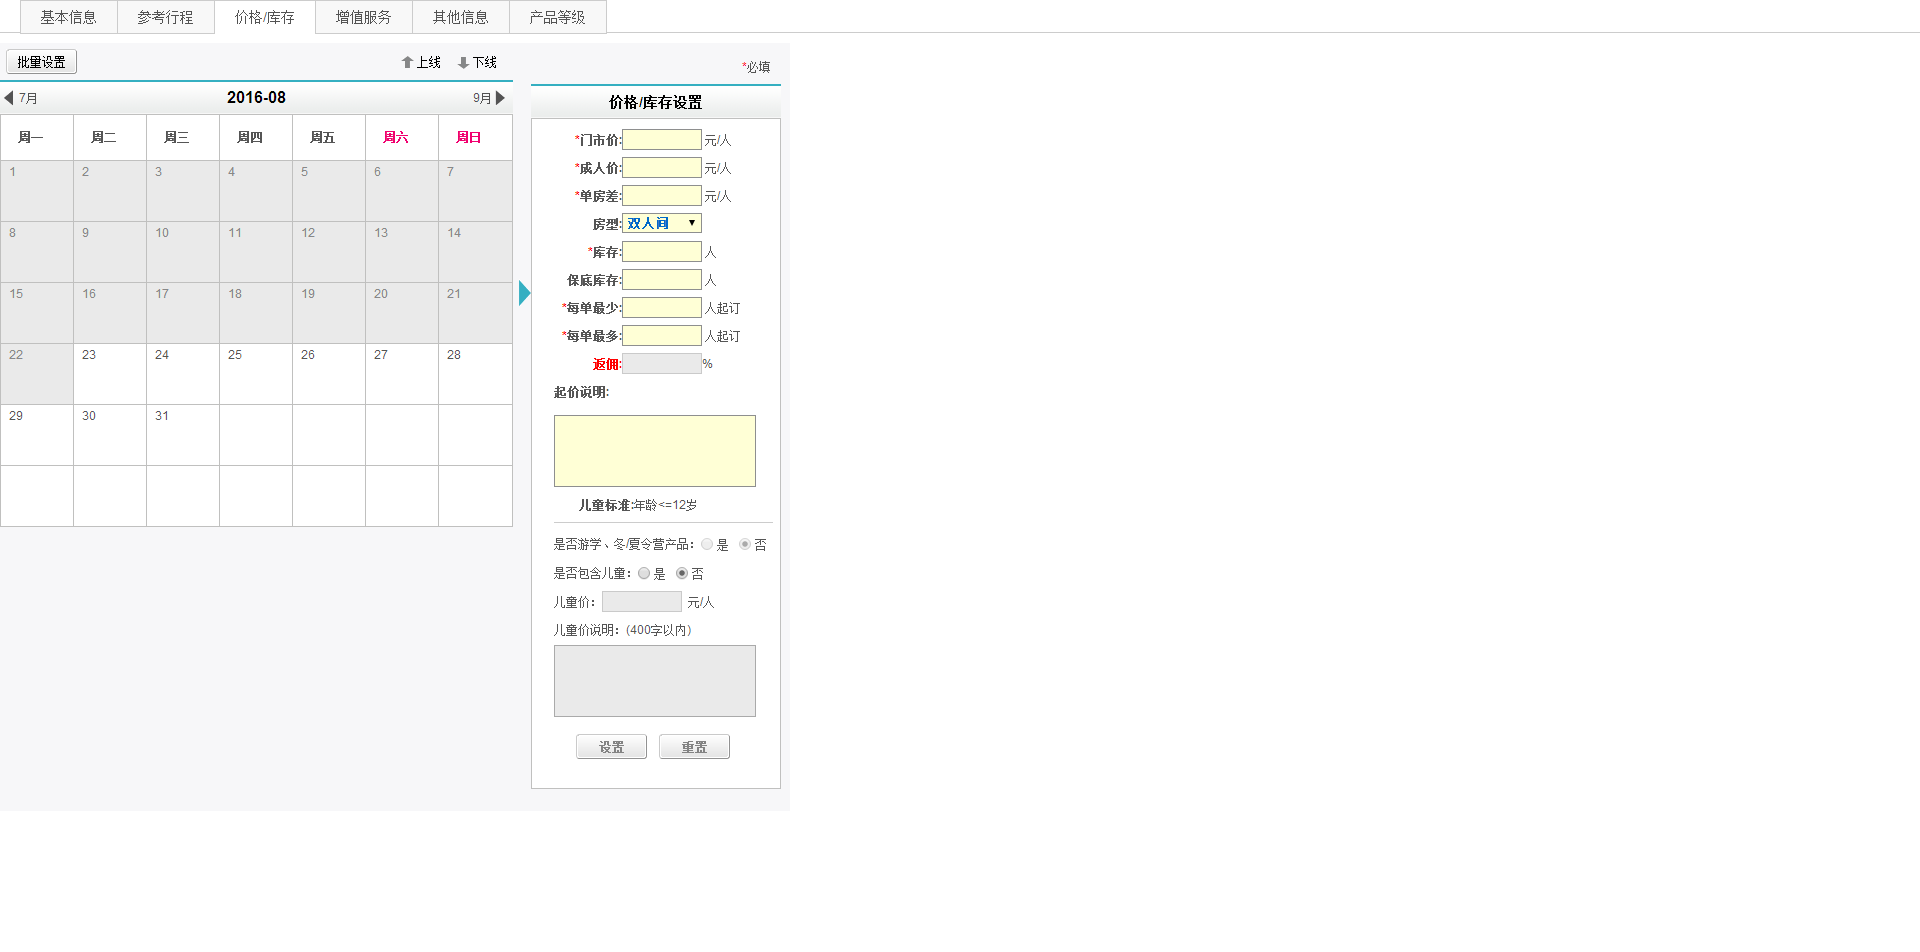 基本信息 参考行程 价格/库存 增值服务 其他信息 产品等级
批量设置 上线 下线
7月 2016-08 9月
周一 周二 周三 周四 周五 周六 周日
1 2 3 4 5 6 7
8 9 10 11 12 13 14
15 16 17 18 19 20 21
22 23 24 25 26 27 28
29 30 31
*必填
价格/库存设置
*门市价: 元/人
*成人价: 元/人
*单房差: 元/人
房型: 双人间
*库存: 人
保底库存: 人
*每单最少: 人起订
*每单最多: 人起订
返佣: %
起价说明:
儿童标准:年龄<=12岁
是否游学、冬/夏令营产品： 是 否
是否包含儿童： 是 否
儿童价： 元/人
儿童价说明：(400字以内)
设置 重置